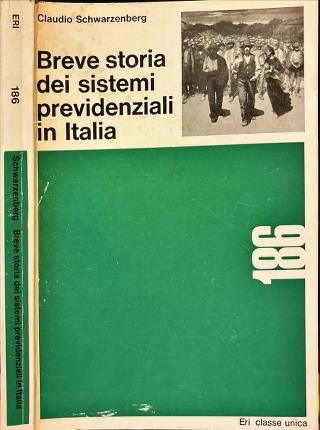 ERI
186
Schwarzenberg Breve storia dei sistemi previdenziali in Italia
Claudio Schwarzenberg
Breve storia
dei sistemi
previdenziali
in Italia
186
Eri classe unica